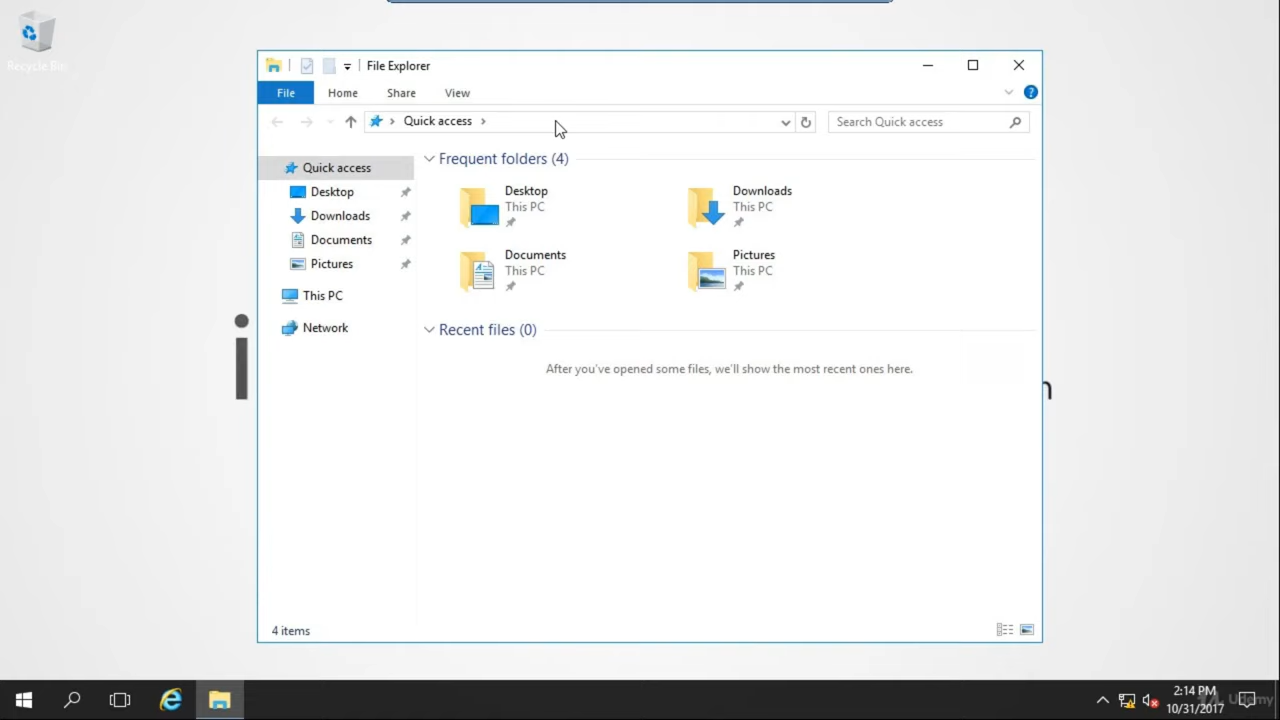 Recycle Bin
File Explorer
File Home Share View
Quick access
Search Quick access
Quick access
Desktop
Downloads
Documents
Pictures
This PC
Network
Frequent folders (4)
Desktop
This PC
Downloads
This PC
Documents
This PC
Pictures
This PC
Recent files (0)
After you've opened some files, we'll show the most recent ones here.
4 items
2:14 PM
10/31/2017
Udemy